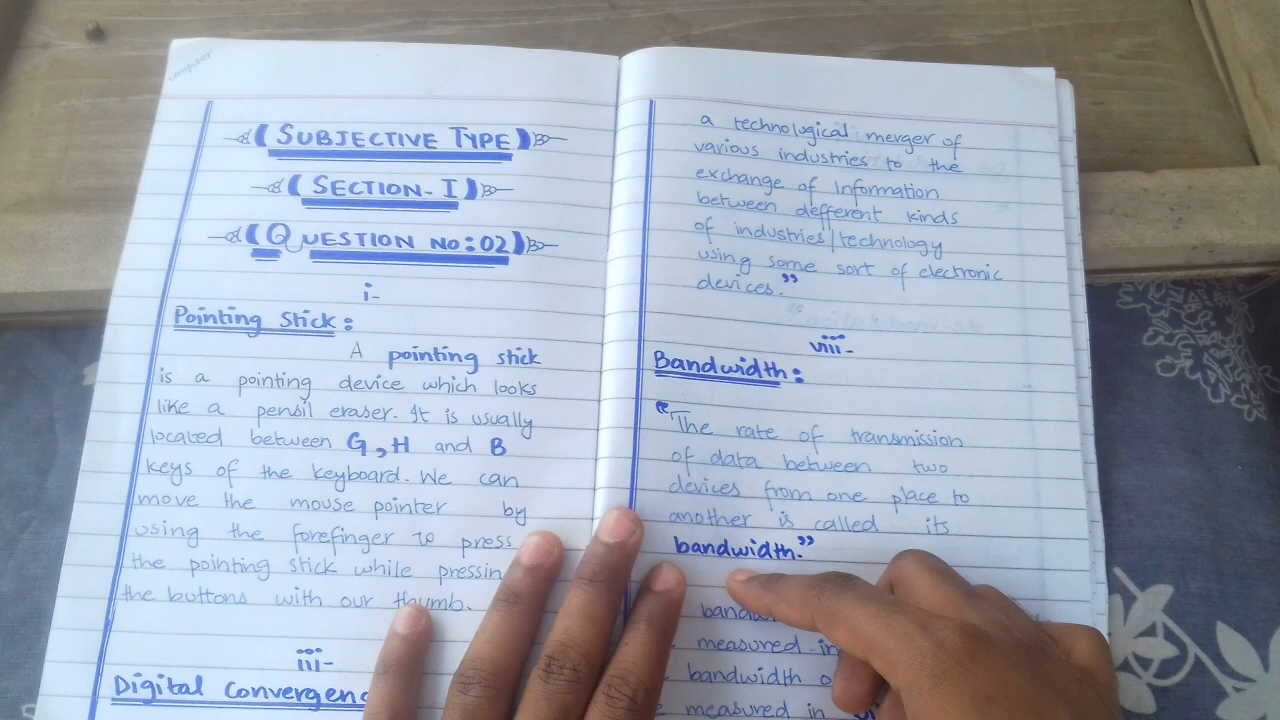 computer
SUBJECTIVE TYPE
SECTION-I
QUESTION NO:02
i-
Pointing Stick:
A pointing stick
is a pointing device which looks
like a pensil eraser. It is usually
located between G, H and B
keys of the keyboard. We can
move the mouse pointer by
using the forefinger to press
the pointing stick while pressin
the buttons with our thumb.
iii-
Digital Convergen
a technological merger of
various industries to the
exchange of information
between defferent kinds
of industries/technology
using some sort of electronic
devices.”
viii-
Bandwidth:
“The rate of transmission
of data between two
devices from one place to
another is called its
bandwidth.”
measured in
bandwidth
measured in